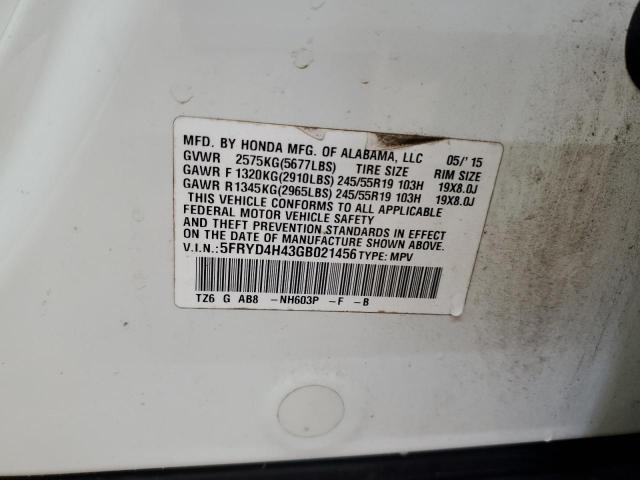 MFD. BY HONDA MFG. OF ALABAMA, LLC 05/'15
GVWR 2575KG(5677LBS) TIRE SIZE RIM SIZE
GAWR F 1320KG(2910LBS) 245/55R19 103H 19X8.0J
GAWR R1345KG(2965LBS) 245/55R19 103H 19X8.0J
THIS VEHICLE CONFORMS TO ALL APPLICABLE
FEDERAL MOTOR VEHICLE SAFETY
AND THEFT PREVENTION STANDARDS IN EFFECT
ON THE DATE OF MANUFACTURE SHOWN ABOVE.
V.I.N.:5FRYD4H43GB021456 TYPE: MPV
TZ6 G AB8 -NH603P -F -B